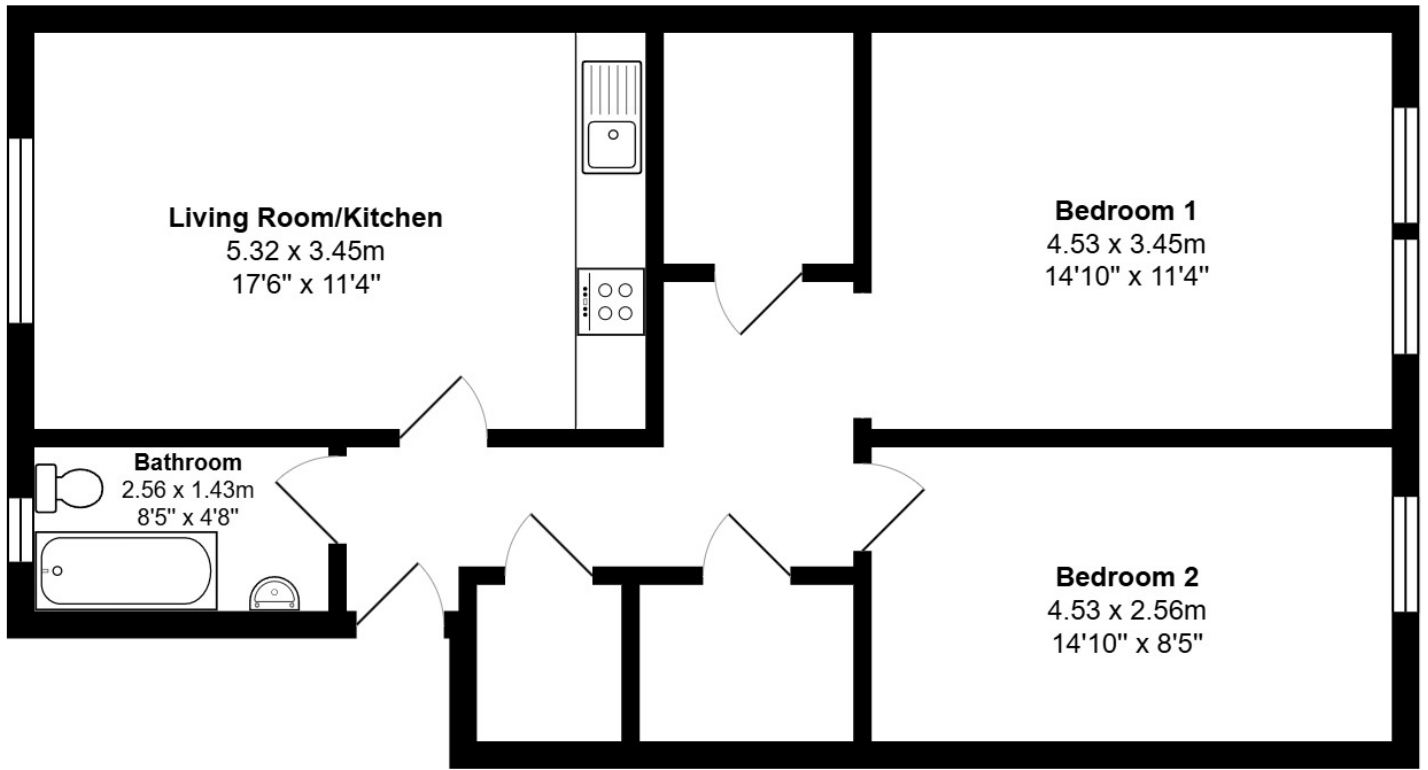 Living Room/Kitchen
5.32 x 3.45m
17'6" x 11'4"
Bedroom 1
4.53 x 3.45m
14'10" x 11'4"
Bathroom
2.56 x 1.43m
8'5" x 4'8"
Bedroom 2
4.53 x 2.56m
14'10" x 8'5"